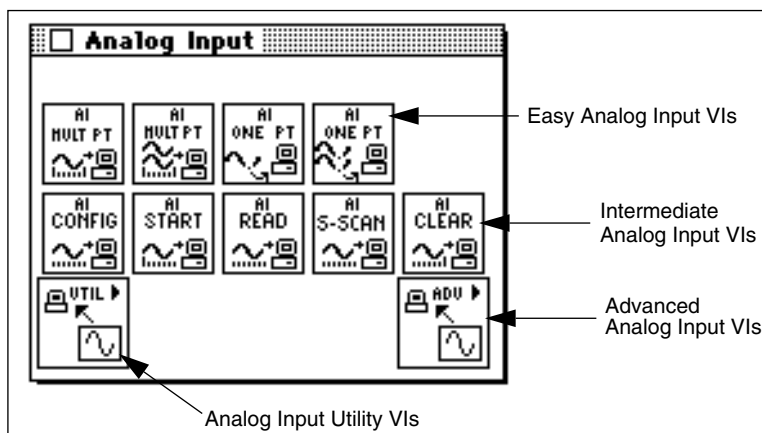 Analog Input
AI
MULT PT
AI
MULT PT
AI
ONE PT
AI
ONE PT
Easy Analog Input VIs
AI
CONFIG
AI
START
AI
READ
AI
S-SCAN
AI
CLEAR
Intermediate
Analog Input VIs
UTIL
ADV
Advanced
Analog Input VIs
Analog Input Utility VIs